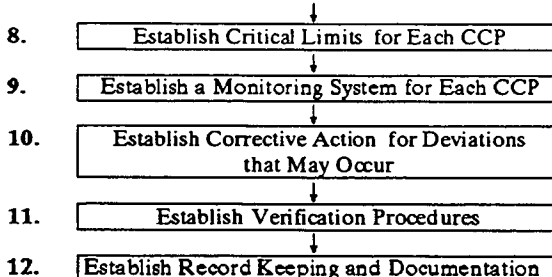 8. Establish Critical Limits for Each CCP
9. Establish a Monitoring System for Each CCP
10. Establish Corrective Action for Deviations
that May Occur
11. Establish Verification Procedures
12. Establish Record Keeping and Documentation